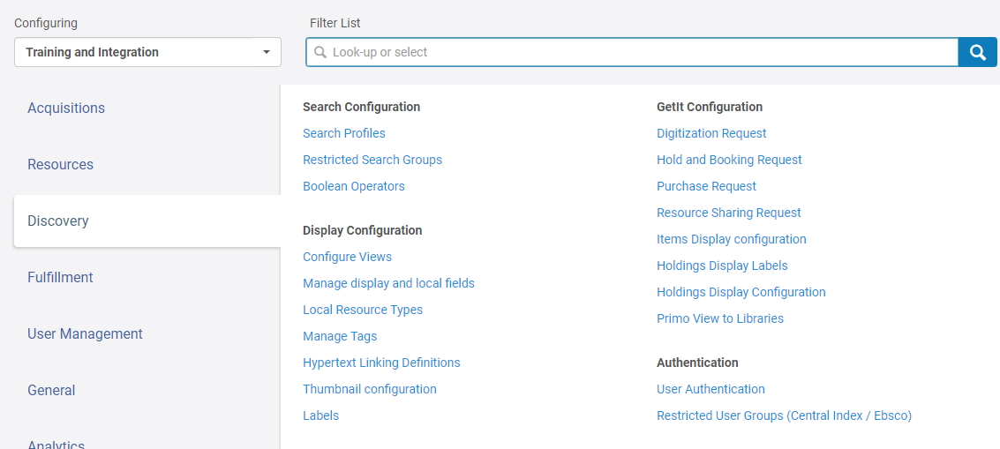 Configuring
Training and Integration
Filter List
Look-up or select
Acquisitions
Resources
Discovery
Fulfillment
User Management
General
Analytics
Search Configuration
Search Profiles
Restricted Search Groups
Boolean Operators
Display Configuration
Configure Views
Manage display and local fields
Local Resource Types
Manage Tags
Hypertext Linking Definitions
Thumbnail configuration
Labels
GetIt Configuration
Digitization Request
Hold and Booking Request
Purchase Request
Resource Sharing Request
Items Display configuration
Holdings Display Labels
Holdings Display Configuration
Primo View to Libraries
Authentication
User Authentication
Restricted User Groups (Central Index / Ebsco)